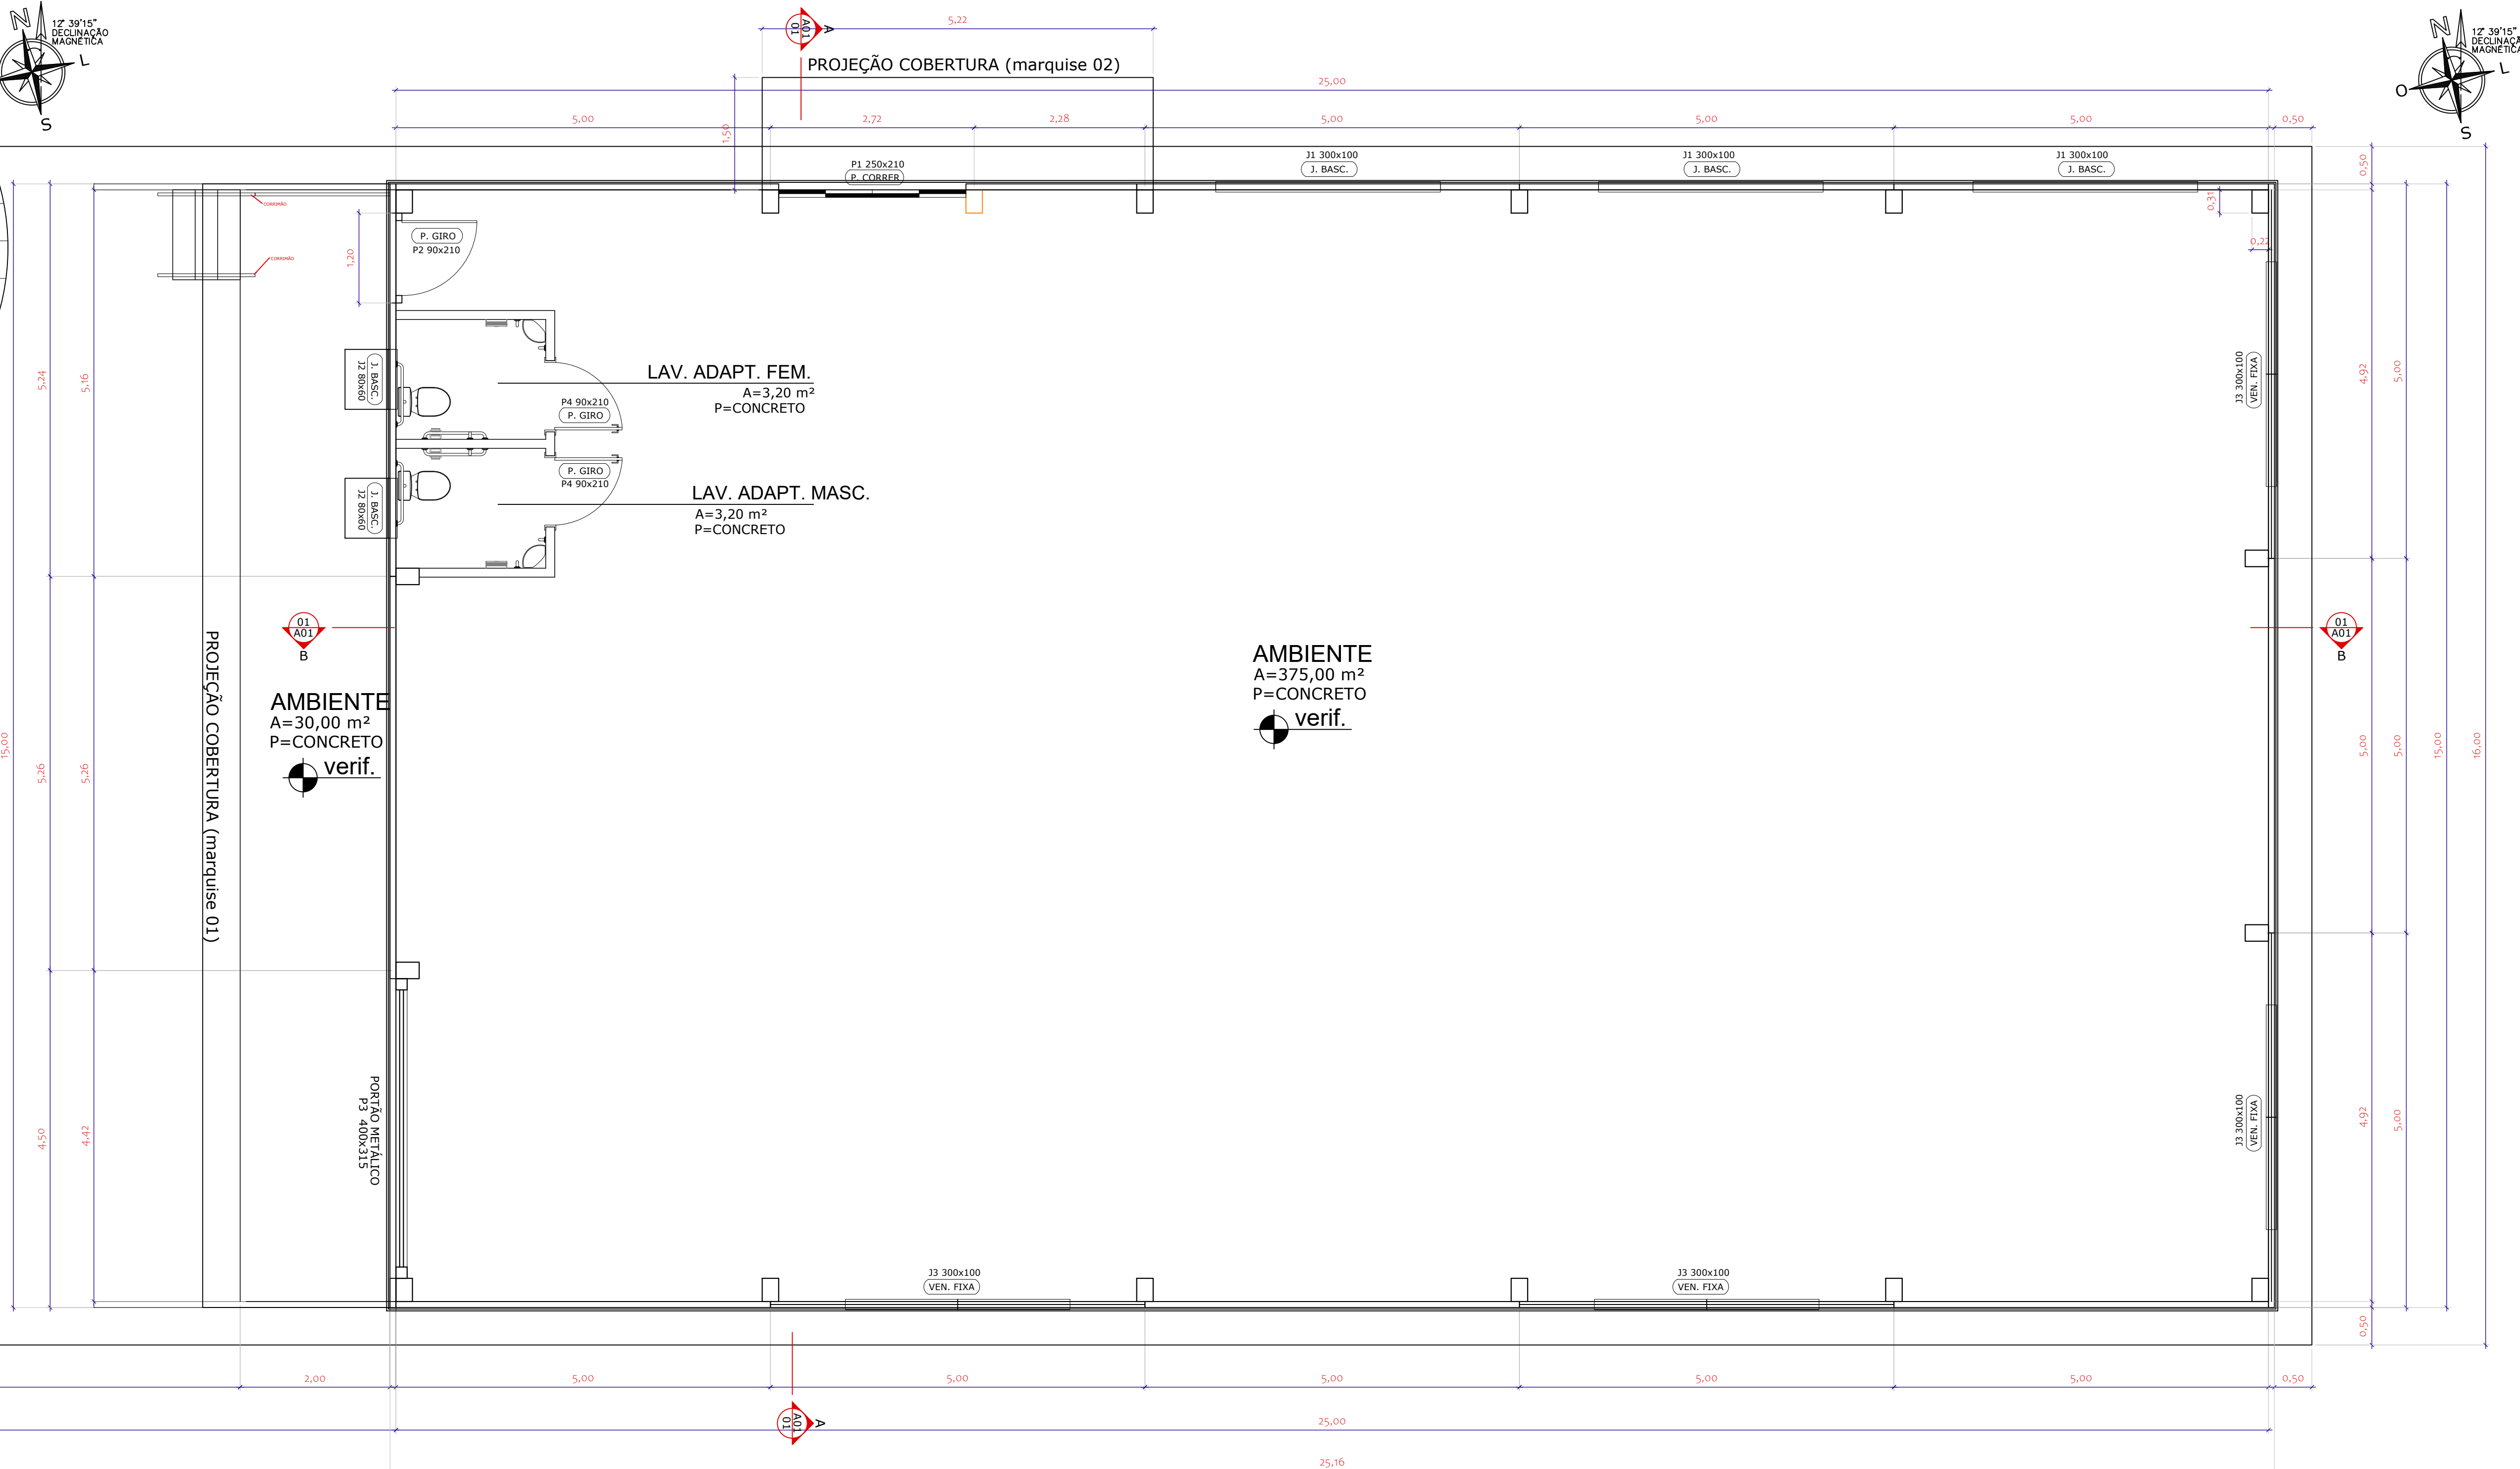 N
12° 39'15"
DECLINAÇÃO
MAGNÉTICA
L
S
A01
01
A
5,22
PROJEÇÃO COBERTURA (marquise 02)
25,00
5,00
2,72
2,28
5,00
5,00
5,00
0,50
1,50
N
12° 39'15"
MAGNÉTICA
L
O
S
P1 250x210
P. CORRER
J1 300x100
J. BASC.
J1 300x100
J. BASC.
J1 300x100
J. BASC.
0,50
0,31
0,22
CORRIMÃO
CORRIMÃO
P. GIRO
P2 90x210
1,20
5,24
5,16
J. BASC.
J2 80x60
LAV. ADAPT. FEM.
A=3,20 m²
P=CONCRETO
P4 90x210
P. GIRO
P. GIRO
P4 90x210
J. BASC.
J2 80x60
LAV. ADAPT. MASC.
A=3,20 m²
P=CONCRETO
J3 300x100
VEN. FIXA
4,92
5,00
01
A01
B
01
A01
B
PROJEÇÃO COBERTURA (marquise 01)
AMBIENTE
A=30,00 m²
P=CONCRETO
verif.
AMBIENTE
A=375,00 m²
P=CONCRETO
verif.
15,00
5,26
5,26
5,00
5,00
15,00
16,00
4,50
4,42
PORTÃO METÁLICO
P3 400x315
J3 300x100
VEN. FIXA
4,92
5,00
J3 300x100
VEN. FIXA
J3 300x100
VEN. FIXA
0,50
2,00
5,00
5,00
5,00
5,00
5,00
0,50
A01
01
A
25,00
25,16